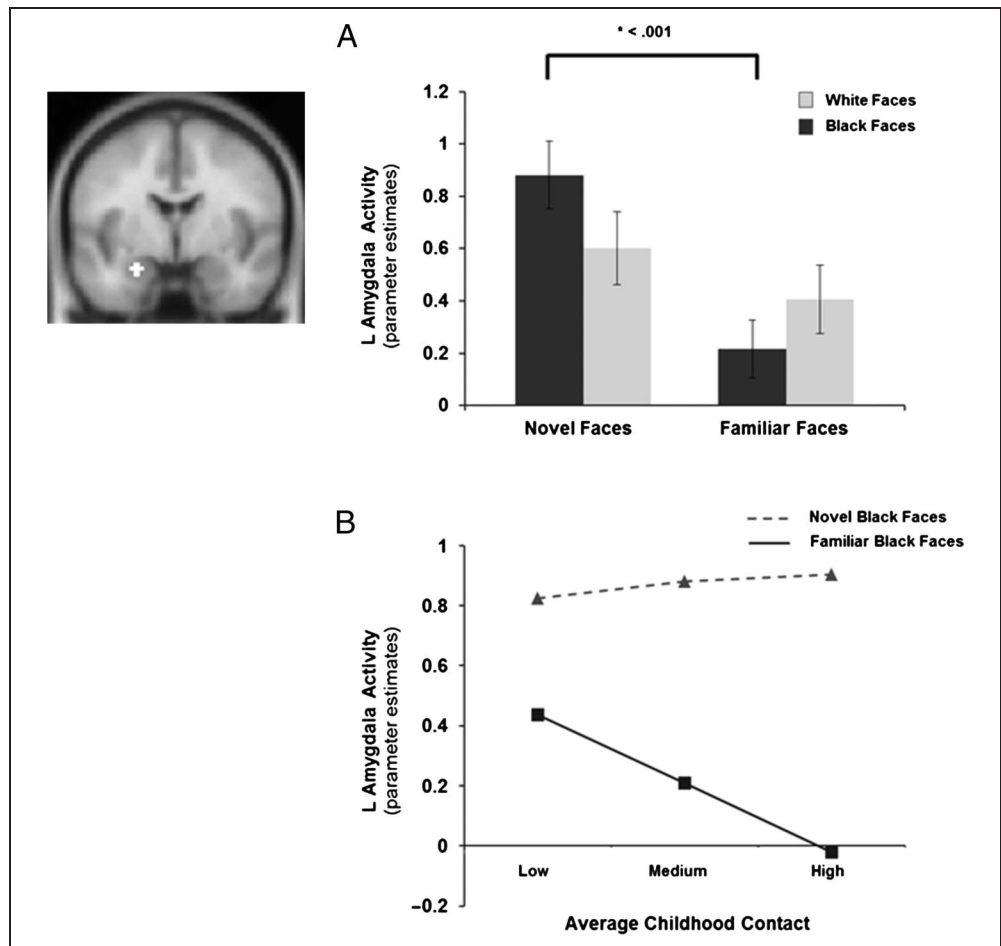 A
* < .001
White Faces
Black Faces
L Amygdala Activity
(parameter estimates)
1.2
1
0.8
0.6
0.4
0.2
0
Novel Faces Familiar Faces
B
Novel Black Faces
Familiar Black Faces
L Amygdala Activity
(parameter estimates)
1
0.8
0.6
0.4
0.2
0
−0.2
Low Medium High
Average Childhood Contact